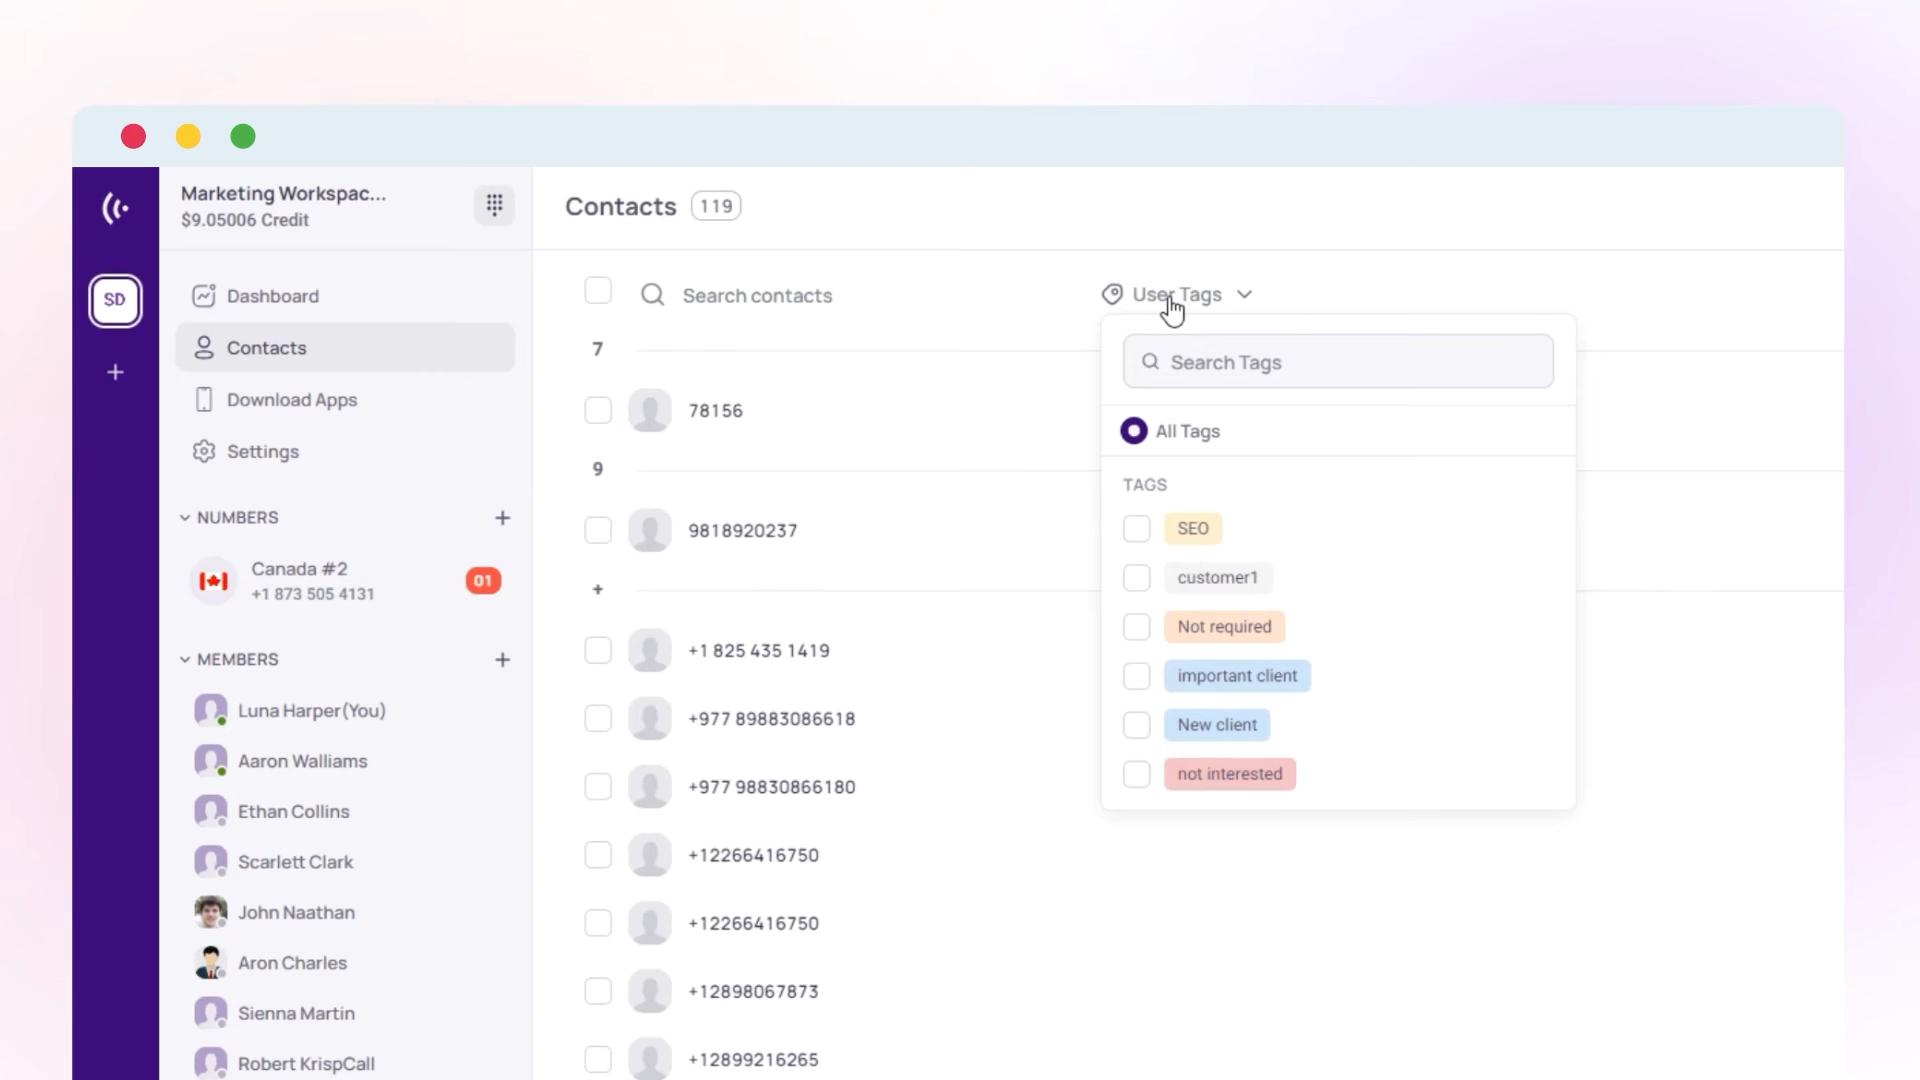 Marketing Workspac...
$9.05006 Credit
SD
Dashboard
Contacts
Download Apps
Settings
NUMBERS
Canada #2
+1 873 505 4131
01
MEMBERS
Luna Harper(You)
Aaron Walliams
Ethan Collins
Scarlett Clark
John Naathan
Aron Charles
Sienna Martin
Robert KrispCall
Contacts 119
Search contacts
7
78156
9
9818920237
+
+1 825 435 1419
+977 89883086618
+977 98830866180
+12266416750
+12266416750
+12898067873
+12899216265
User Tags
Search Tags
All Tags
TAGS
SEO
customer1
Not required
important client
New client
not interested